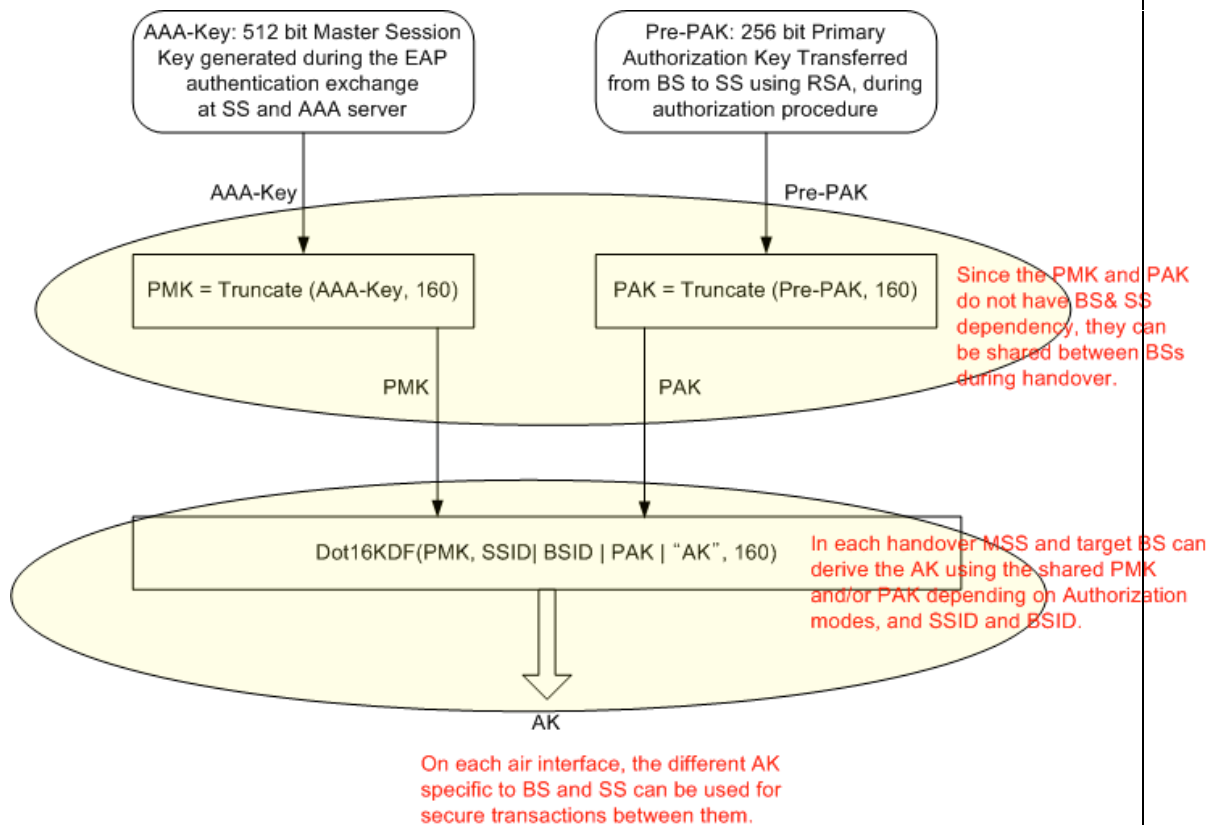 AAA-Key: 512 bit Master Session
Key generated during the EAP
authentication exchange
at SS and AAA server
Pre-PAK: 256 bit Primary
Authorization Key Transferred
from BS to SS using RSA, during
authorization procedure
AAA-Key
Pre-PAK
PMK = Truncate (AAA-Key, 160)
PAK = Truncate (Pre-PAK, 160)
Since the PMK and PAK
do not have BS& SS
dependency, they can
be shared between BSs
during handover.
PMK
PAK
Dot16KDF(PMK, SSID| BSID | PAK | “AK”, 160)
In each handover MSS and target BS can
derive the AK using the shared PMK
and/or PAK depending on Authorization
modes, and SSID and BSID.
AK
On each air interface, the different AK
specific to BS and SS can be used for
secure transactions between them.